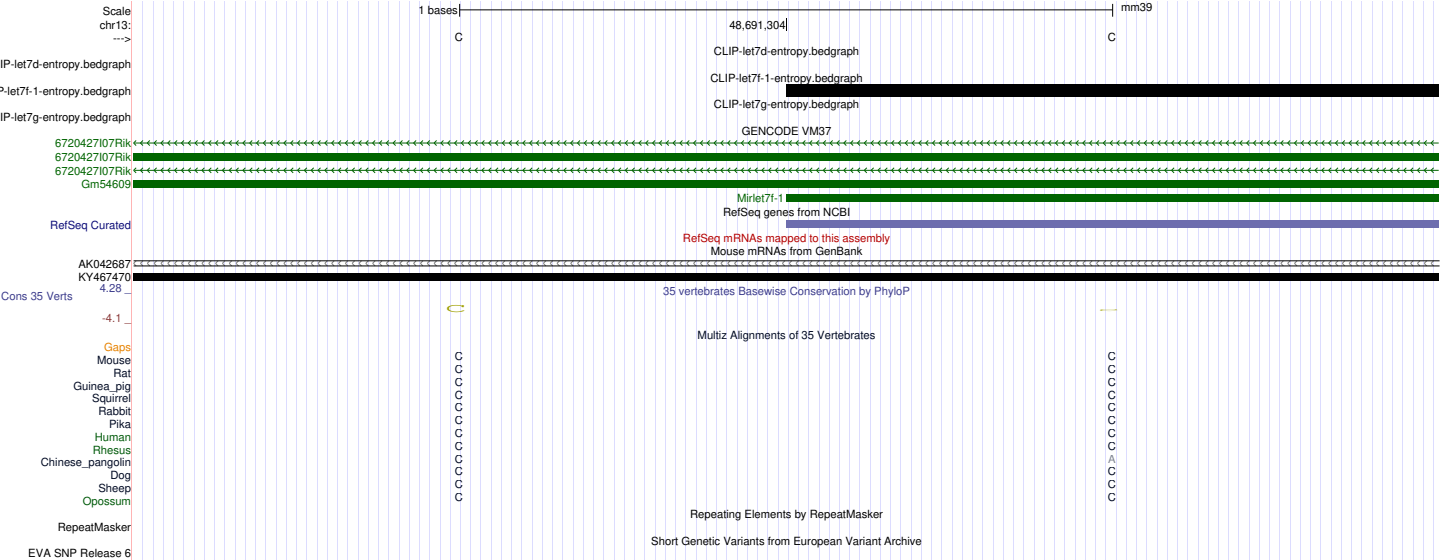 Scale 1 bases mm39
chr13: 48,691,304
---> C C
CLIP-let7d-entropy.bedgraph
IP-let7d-entropy.bedgraph
CLIP-let7f-1-entropy.bedgraph
P-let7f-1-entropy.bedgraph
CLIP-let7g-entropy.bedgraph
IP-let7g-entropy.bedgraph
GENCODE VM37
6720427I07Rik
6720427I07Rik
6720427I07Rik
Gm54609
Mirlet7f-1
RefSeq genes from NCBI
RefSeq Curated
RefSeq mRNAs mapped to this assembly
Mouse mRNAs from GenBank
AK042687
KY467470
4.28 _ 35 vertebrates Basewise Conservation by PhyloP
Cons 35 Verts
C
-4.1 _
Multiz Alignments of 35 Vertebrates
Gaps
Mouse C C
Rat C C
Guinea_pig C C
Squirrel C C
Rabbit C C
Pika C C
Human C C
Rhesus C C
Chinese_pangolin C A
Dog C C
Sheep C C
Opossum C C
Repeating Elements by RepeatMasker
RepeatMasker
Short Genetic Variants from European Variant Archive
EVA SNP Release 6